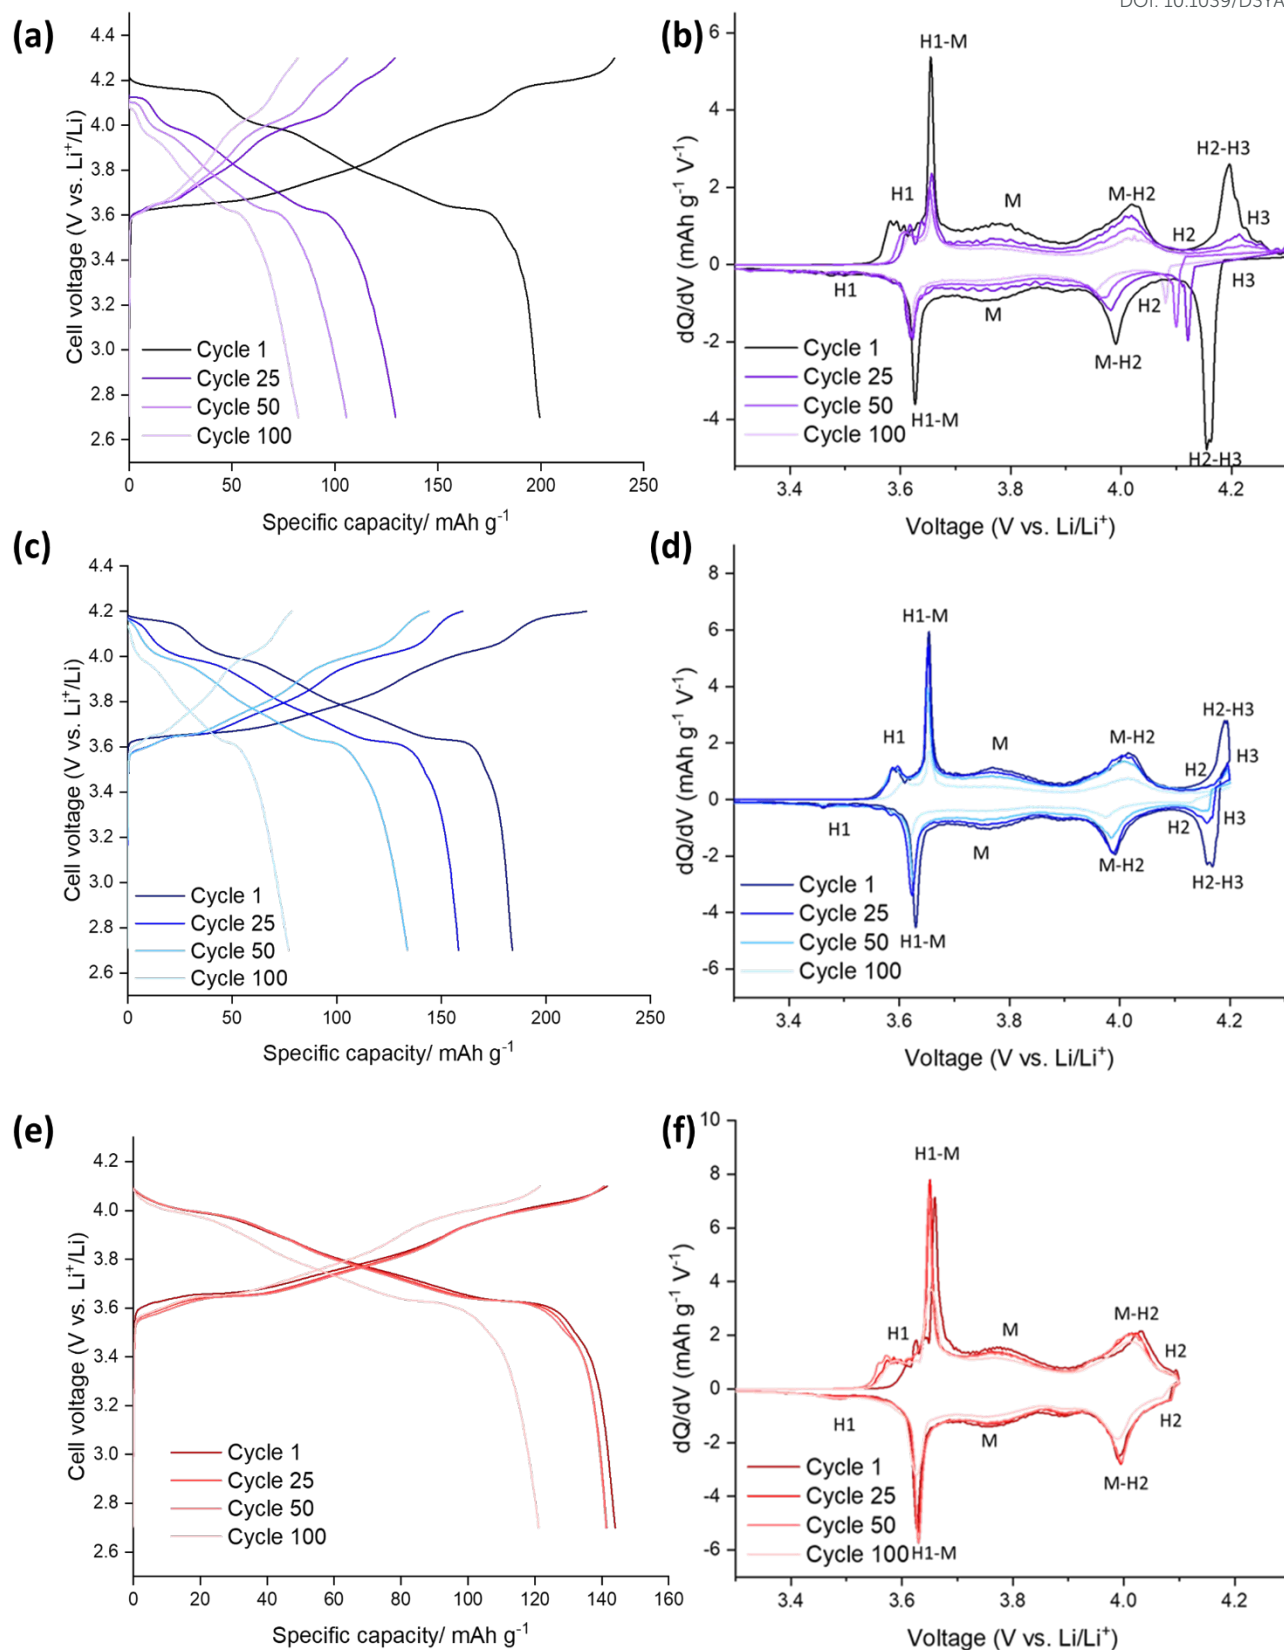 DOI: 10.1039/D3YA
(a)
4.4
4.2
4.0
3.8
3.6
3.4
3.2
3.0
2.8
2.6
Cell voltage (V vs. Li⁺/Li)
Cycle 1
Cycle 25
Cycle 50
Cycle 100
0
50
100
150
200
250
Specific capacity/ mAh g⁻¹
(b)
6
4
2
0
-2
-4
dQ/dV (mAh g⁻¹ V⁻¹)
H1-M
H2-H3
H1
M
M-H2
H2
H3
H1
M
H2
H3
M-H2
H1-M
H2-H3
Cycle 1
Cycle 25
Cycle 50
Cycle 100
3.4
3.6
3.8
4.0
4.2
Voltage (V vs. Li/Li⁺)
(c)
4.4
4.2
4.0
3.8
3.6
3.4
3.2
3.0
2.8
2.6
Cell voltage (V vs. Li⁺/Li)
Cycle 1
Cycle 25
Cycle 50
Cycle 100
0
50
100
150
200
250
Specific capacity/ mAh g⁻¹
(d)
8
6
4
2
0
-2
-4
-6
dQ/dV (mAh g⁻¹ V⁻¹)
H1-M
H2-H3
H1
M
M-H2
H2
H3
H1
M
H2
H3
M-H2
H2-H3
H1-M
Cycle 1
Cycle 25
Cycle 50
Cycle 100
3.4
3.6
3.8
4.0
4.2
Voltage (V vs. Li/Li⁺)
(e)
4.2
4.0
3.8
3.6
3.4
3.2
3.0
2.8
2.6
Cell voltage (V vs. Li⁺/Li)
Cycle 1
Cycle 25
Cycle 50
Cycle 100
0
20
40
60
80
100
120
140
160
Specific capacity/ mAh g⁻¹
(f)
10
8
6
4
2
0
-2
-4
-6
dQ/dV (mAh g⁻¹ V⁻¹)
H1-M
H1
M
M-H2
H2
H1
M
H2
M-H2
H1-M
Cycle 1
Cycle 25
Cycle 50
Cycle 100
3.4
3.6
3.8
4.0
4.2
Voltage (V vs. Li/Li⁺)